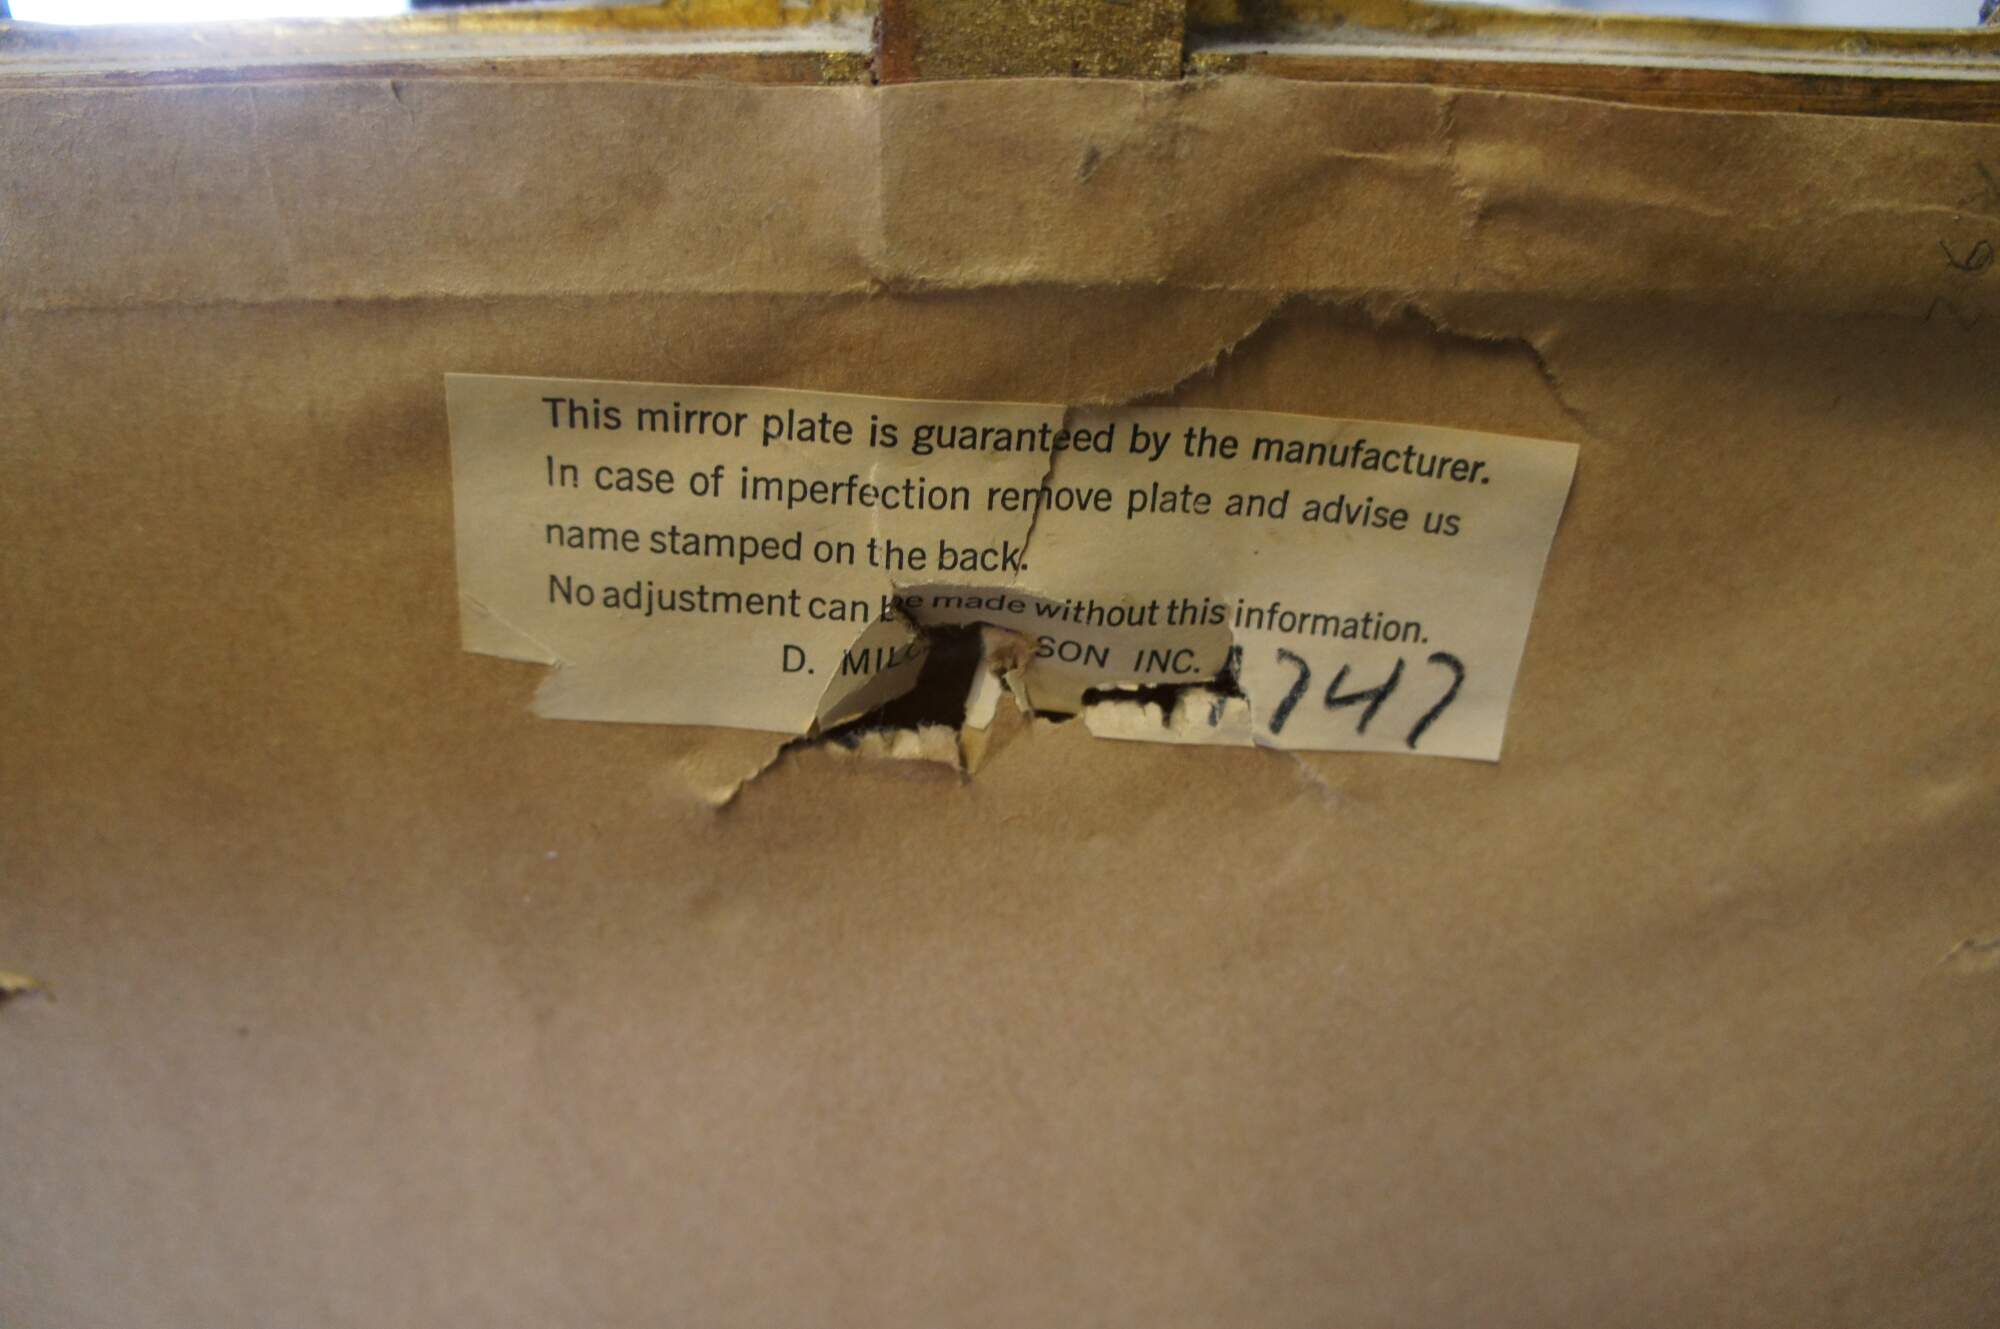 This mirror plate is guaranteed by the manufacturer.
In case of imperfection remove plate and advise us
name stamped on the back.
No adjustment can be made without this information.
D. SON INC.
747